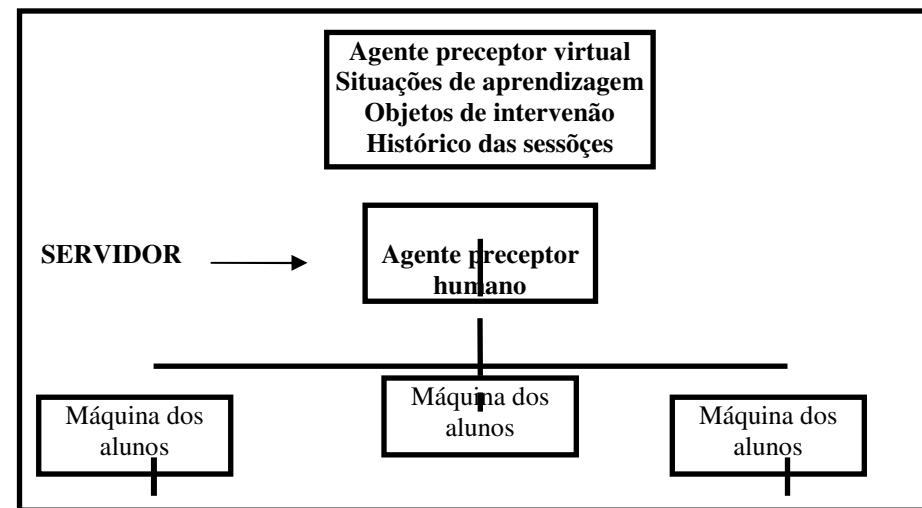 Agente preceptor virtual
Situações de aprendizagem
Objetos de intervenão
Histórico das sessõçes
SERVIDOR
Agente preceptor
humano
Máquina dos
alunos
Máquina dos
alunos
Máquina dos
alunos